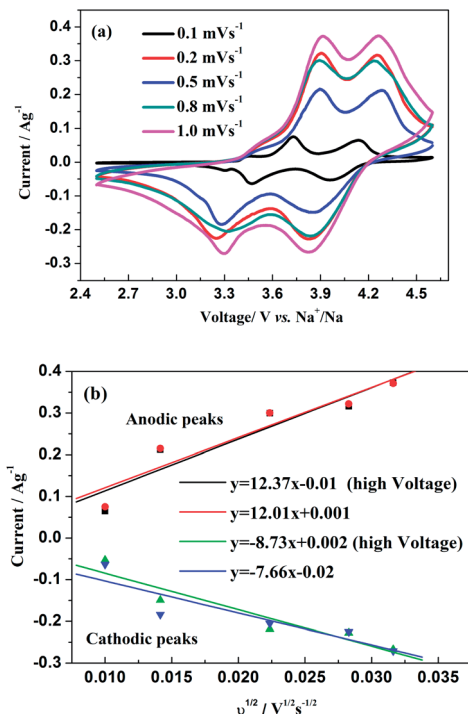 (a)
0.1 mVs⁻¹
0.2 mVs⁻¹
0.5 mVs⁻¹
0.8 mVs⁻¹
1.0 mVs⁻¹
0.4
0.3
0.2
0.1
0.0
-0.1
-0.2
-0.3
Current / Ag⁻¹
2.4 2.7 3.0 3.3 3.6 3.9 4.2 4.5
Voltage/ V vs. Na⁺/Na
(b)
Anodic peaks
y=12.37x-0.01 (high Voltage)
y=12.01x+0.001
y=-8.73x+0.002 (high Voltage)
y=-7.66x-0.02
Cathodic peaks
0.4
0.3
0.2
0.1
0.0
-0.1
-0.2
-0.3
Current / Ag⁻¹
0.010 0.015 0.020 0.025 0.030 0.035
υ¹ᐟ² / V¹ᐟ²s⁻¹ᐟ²